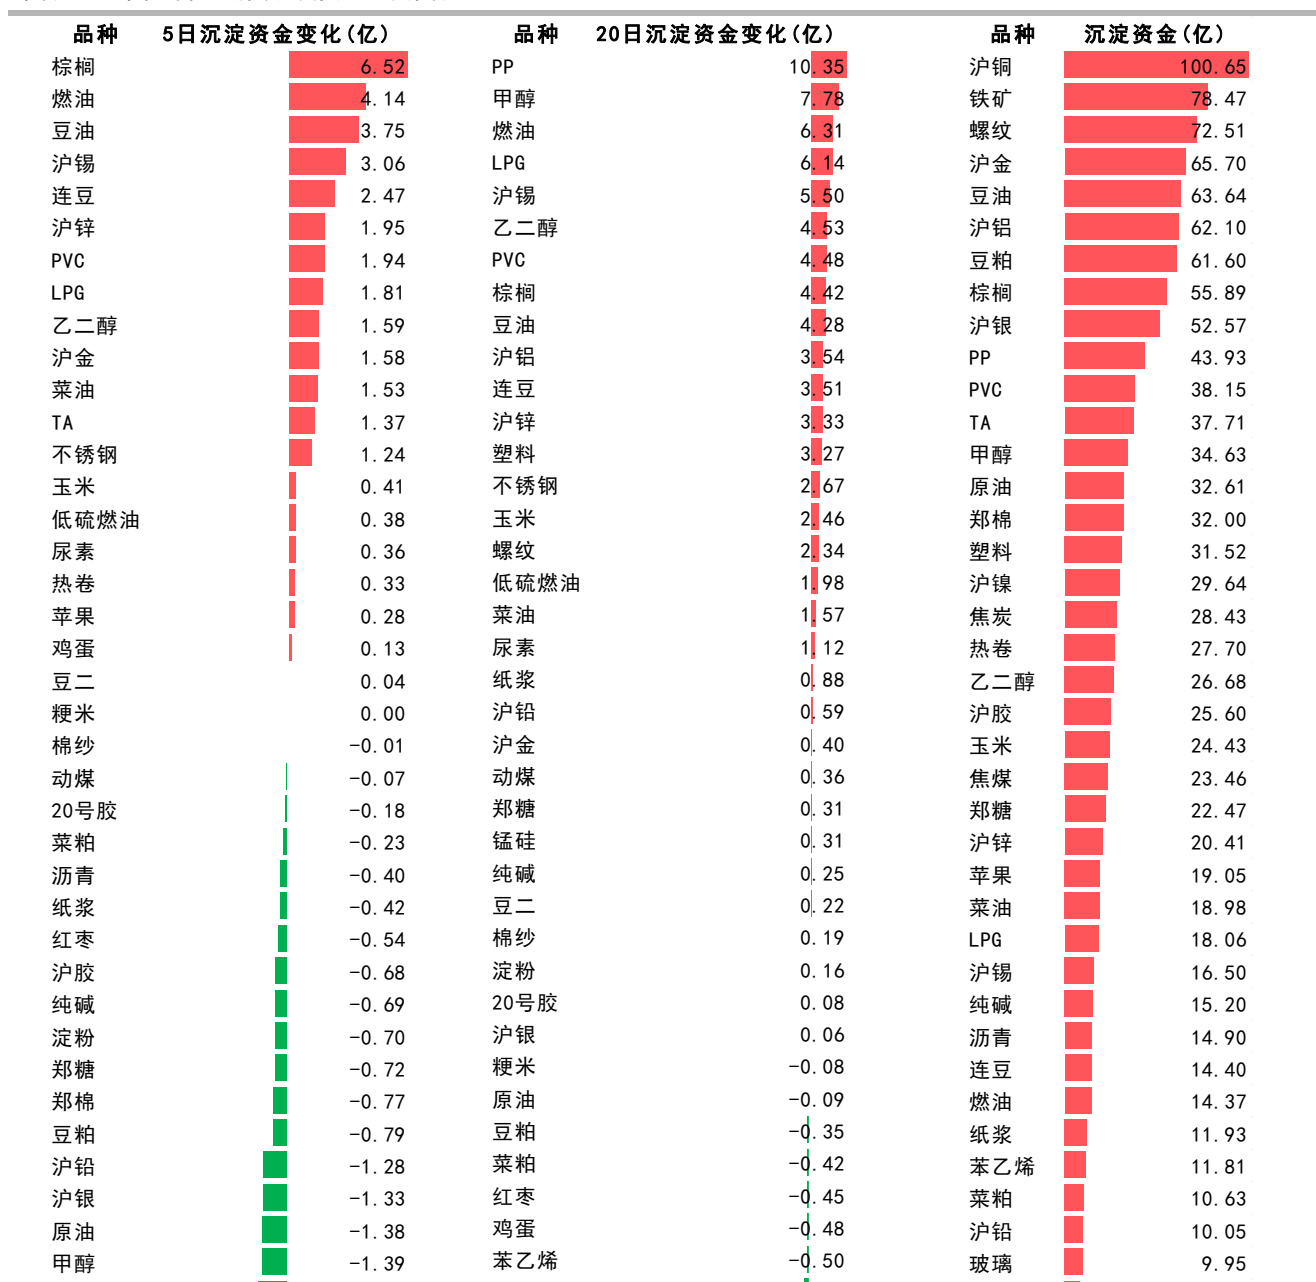 品种 5日沉淀资金变化(亿) 品种 20日沉淀资金变化(亿) 品种 沉淀资金(亿)
棕榈 6.52 PP 10.35 沪铜 100.65
燃油 4.14 甲醇 7.78 铁矿 78.47
豆油 3.75 燃油 6.31 螺纹 72.51
沪锡 3.06 LPG 6.14 沪金 65.70
连豆 2.47 沪锡 5.50 豆油 63.64
沪锌 1.95 乙二醇 4.53 沪铝 62.10
PVC 1.94 PVC 4.48 豆粕 61.60
LPG 1.81 棕榈 4.42 棕榈 55.89
乙二醇 1.59 豆油 4.28 沪银 52.57
沪金 1.58 沪铝 3.54 PP 43.93
菜油 1.53 连豆 3.51 PVC 38.15
TA 1.37 沪锌 3.33 TA 37.71
不锈钢 1.24 塑料 3.27 甲醇 34.63
玉米 0.41 不锈钢 2.67 原油 32.61
低硫燃油 0.38 玉米 2.46 郑棉 32.00
尿素 0.36 螺纹 2.34 塑料 31.52
热卷 0.33 低硫燃油 1.98 沪镍 29.64
苹果 0.28 菜油 1.57 焦炭 28.43
鸡蛋 0.13 尿素 1.12 热卷 27.70
豆二 0.04 纸浆 0.88 乙二醇 26.68
粳米 0.00 沪铅 0.59 沪胶 25.60
棉纱 -0.01 沪金 0.40 玉米 24.43
动煤 -0.07 动煤 0.36 焦煤 23.46
20号胶 -0.18 郑糖 0.31 郑糖 22.47
菜粕 -0.23 锰硅 0.31 沪锌 20.41
沥青 -0.40 纯碱 0.25 苹果 19.05
纸浆 -0.42 豆二 0.22 菜油 18.98
红枣 -0.54 棉纱 0.19 LPG 18.06
沪胶 -0.68 淀粉 0.16 沪锡 16.50
纯碱 -0.69 20号胶 0.08 纯碱 15.20
淀粉 -0.70 沪银 0.06 沥青 14.90
郑糖 -0.72 粳米 -0.08 连豆 14.40
郑棉 -0.77 原油 -0.09 燃油 14.37
豆粕 -0.79 豆粕 -0.35 纸浆 11.93
沪铅 -1.28 菜粕 -0.42 苯乙烯 11.81
沪银 -1.33 红枣 -0.45 菜粕 10.63
原油 -1.38 鸡蛋 -0.48 沪铅 10.05
甲醇 -1.39 苯乙烯 -0.50 玻璃 9.95